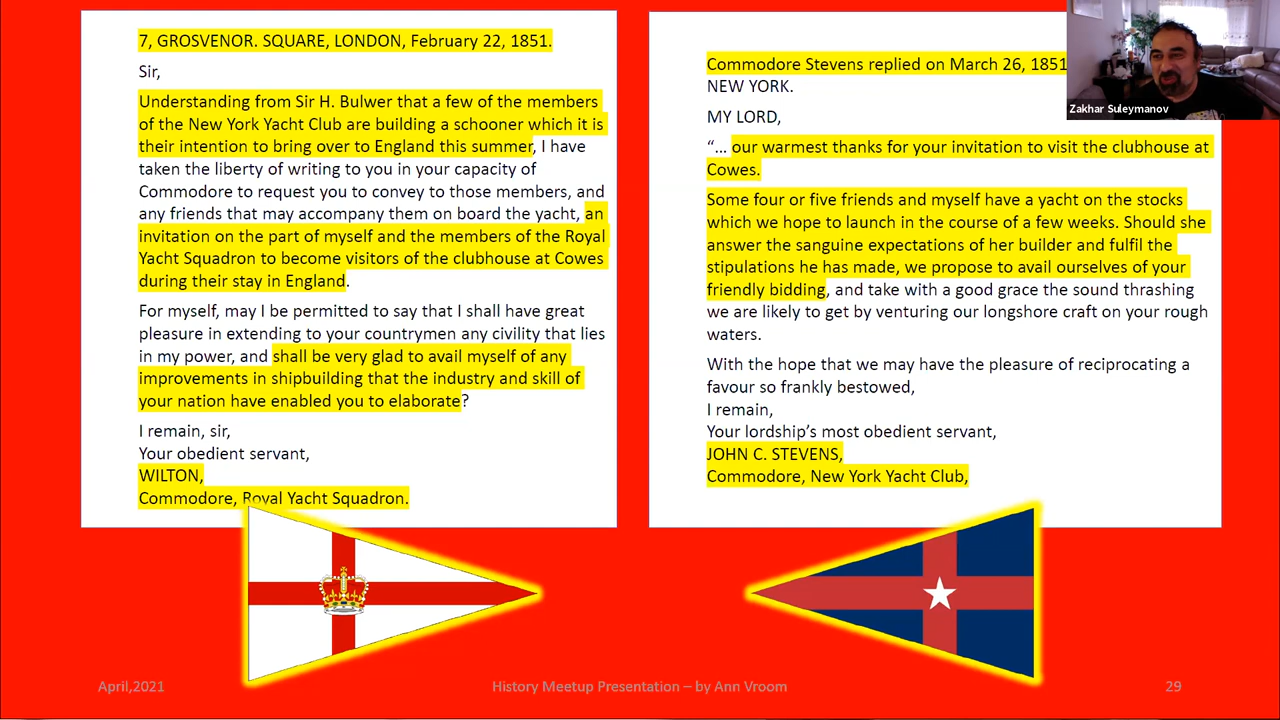 7, GROSVENOR. SQUARE, LONDON, February 22, 1851.
Sir,
Understanding from Sir H. Bulwer that a few of the members
of the New York Yacht Club are building a schooner which it is
their intention to bring over to England this summer, I have
taken the liberty of writing to you in your capacity of
Commodore to request you to convey to those members, and
any friends that may accompany them on board the yacht, an
invitation on the part of myself and the members of the Royal
Yacht Squadron to become visitors of the clubhouse at Cowes
during their stay in England.
For myself, may I be permitted to say that I shall have great
pleasure in extending to your countrymen any civility that lies
in my power, and shall be very glad to avail myself of any
improvements in shipbuilding that the industry and skill of
your nation have enabled you to elaborate?
I remain, sir,
Your obedient servant,
WILTON,
Commodore, Royal Yacht Squadron.
Commodore Stevens replied on March 26, 1851
NEW YORK.
MY LORD,
“… our warmest thanks for your invitation to visit the clubhouse at
Cowes.
Some four or five friends and myself have a yacht on the stocks
which we hope to launch in the course of a few weeks. Should she
answer the sanguine expectations of her builder and fulfil the
stipulations he has made, we propose to avail ourselves of your
friendly bidding, and take with a good grace the sound thrashing
we are likely to get by venturing our longshore craft on your rough
waters.
With the hope that we may have the pleasure of reciprocating a
favour so frankly bestowed,
I remain,
Your lordship’s most obedient servant,
JOHN C. STEVENS,
Commodore, New York Yacht Club,
Zakhar Suleymanov
April,2021
History Meetup Presentation – by Ann Vroom
29